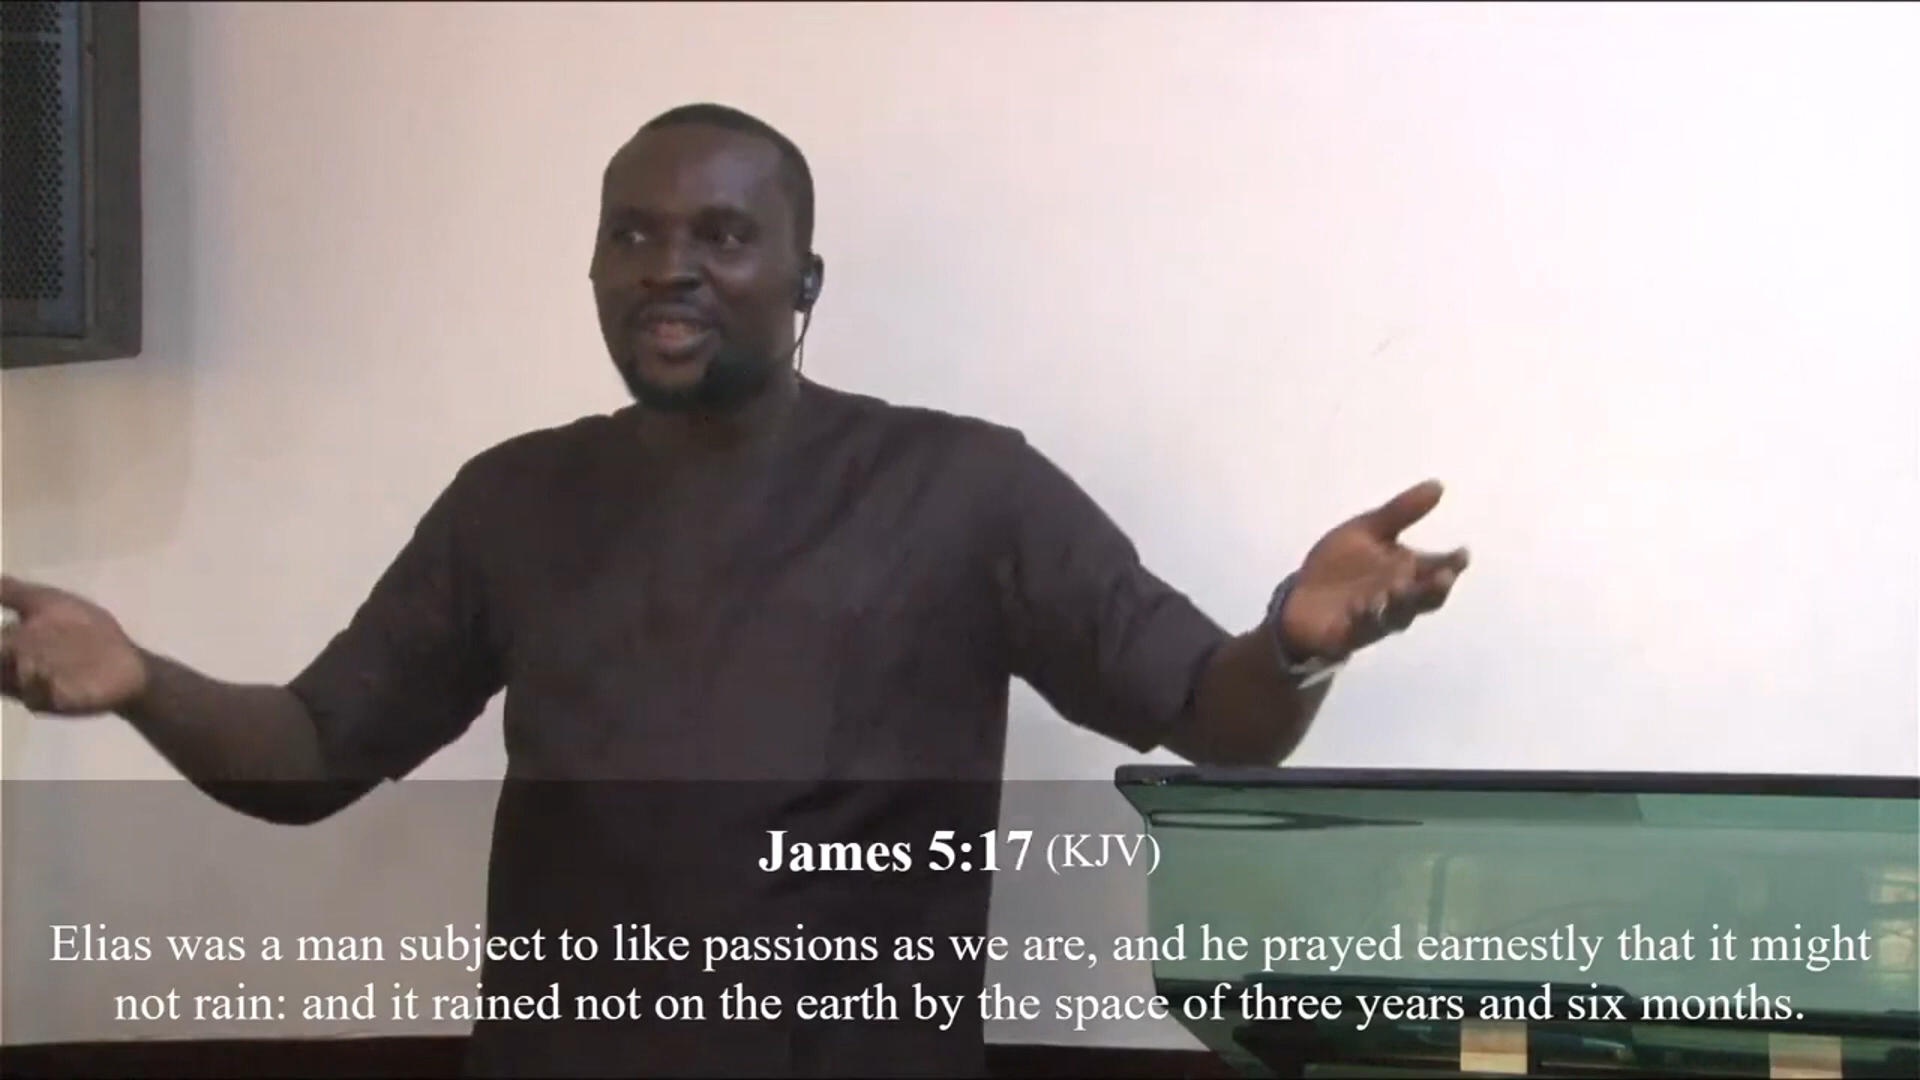 James 5:17 (KJV)
Elias was a man subject to like passions as we are, and he prayed earnestly that it might
not rain: and it rained not on the earth by the space of three years and six months.